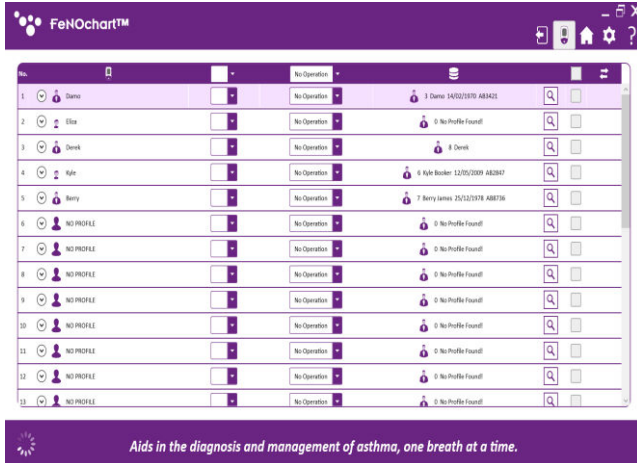 FeNOchart™
?
No. No Operation
1 Damo No Operation 3 Damo 14/02/1970 AB3421
2 Eliza No Operation 0 No Profile Found!
3 Derek No Operation 8 Derek
4 Kyle No Operation 6 Kyle Booker 12/05/2009 AB2847
5 Berry No Operation 7 Berry James 25/12/1978 AB8736
6 NO PROFILE No Operation 0 No Profile Found!
7 NO PROFILE No Operation 0 No Profile Found!
8 NO PROFILE No Operation 0 No Profile Found!
9 NO PROFILE No Operation 0 No Profile Found!
10 NO PROFILE No Operation 0 No Profile Found!
11 NO PROFILE No Operation 0 No Profile Found!
12 NO PROFILE No Operation 0 No Profile Found!
13 NO PROFILE No Operation 0 No Profile Found!
Aids in the diagnosis and management of asthma, one breath at a time.